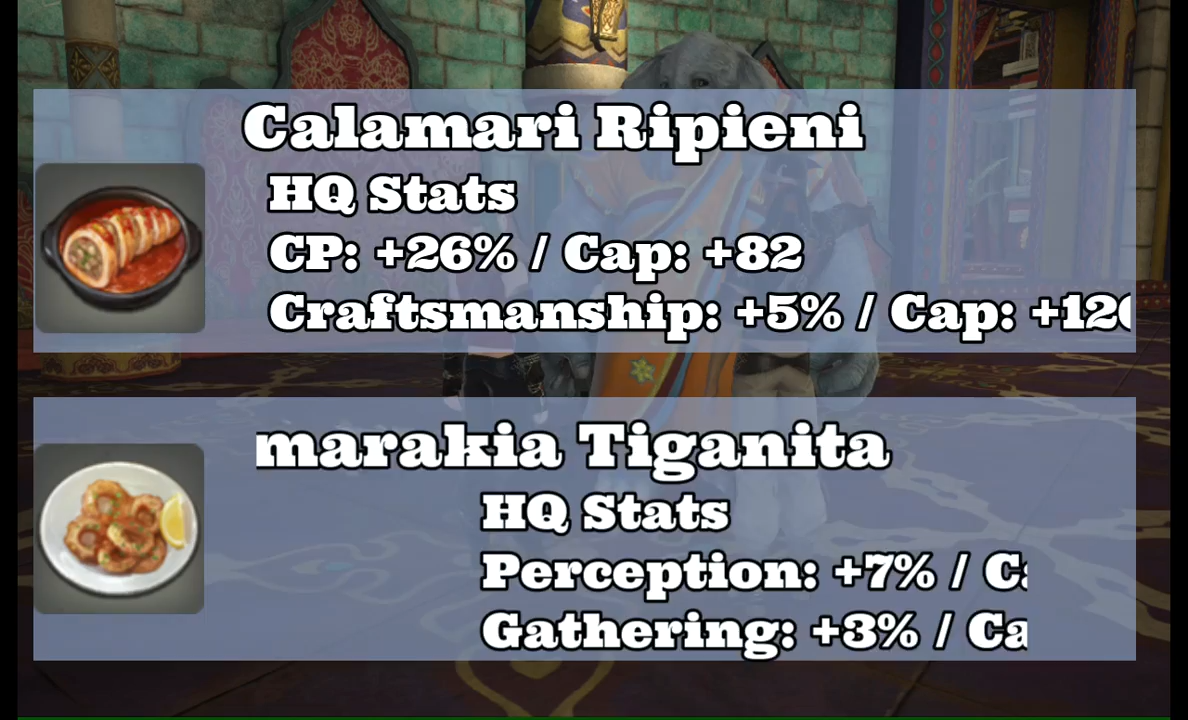 Calamari Ripieni
HQ Stats
CP: +26% / Cap: +82
Craftsmanship: +5% / Cap: +120
marakia Tiganita
HQ Stats
Perception: +7% / C
Gathering: +3% / Ca